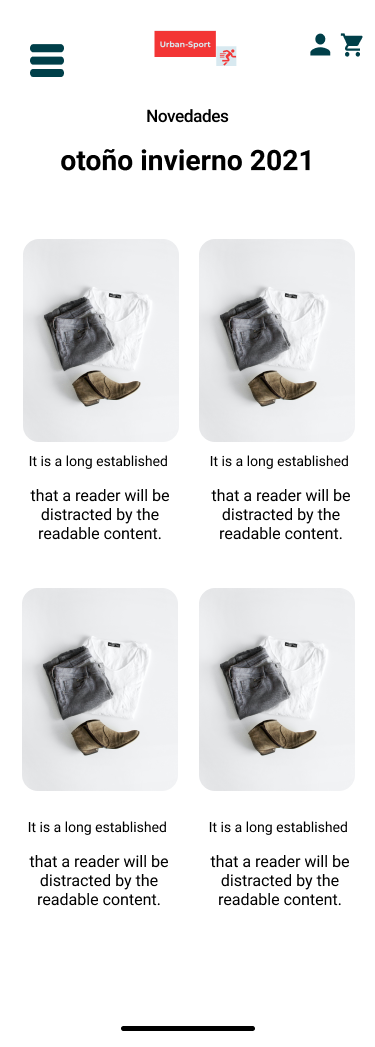 Urban-Sport
Novedades
otoño invierno 2021
It is a long established
that a reader will be
distracted by the
readable content.
It is a long established
that a reader will be
distracted by the
readable content.
It is a long established
that a reader will be
distracted by the
readable content.
It is a long established
that a reader will be
distracted by the
readable content.